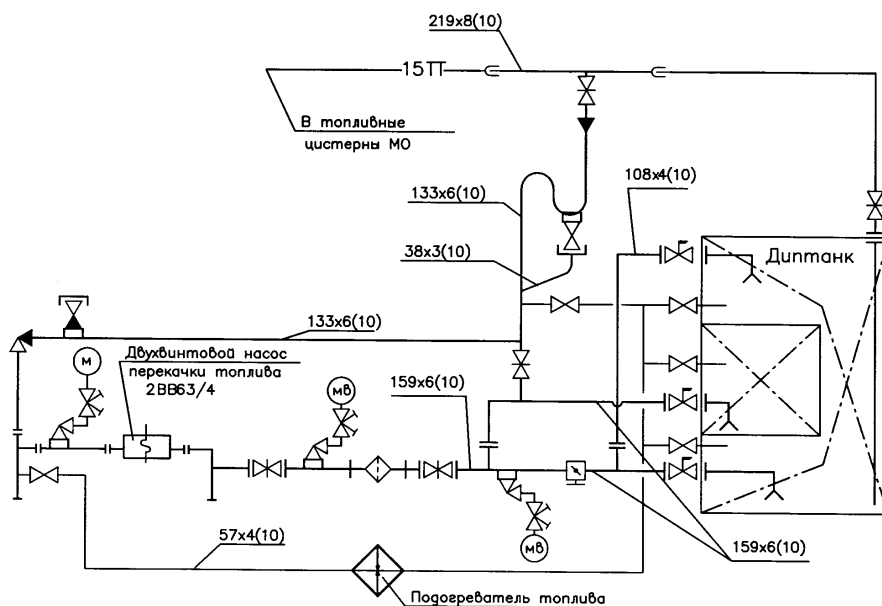 219x8(10)
15П
В топливные
цистерны МО
133x6(10)
108x4(10)
38x3(10)
Диптанк
133x6(10)
М
Двухвинтовой насос
перекачки топлива
2ВВ63/4
мв
159x6(10)
мв
57x4(10)
159x6(10)
Подогреватель топлива